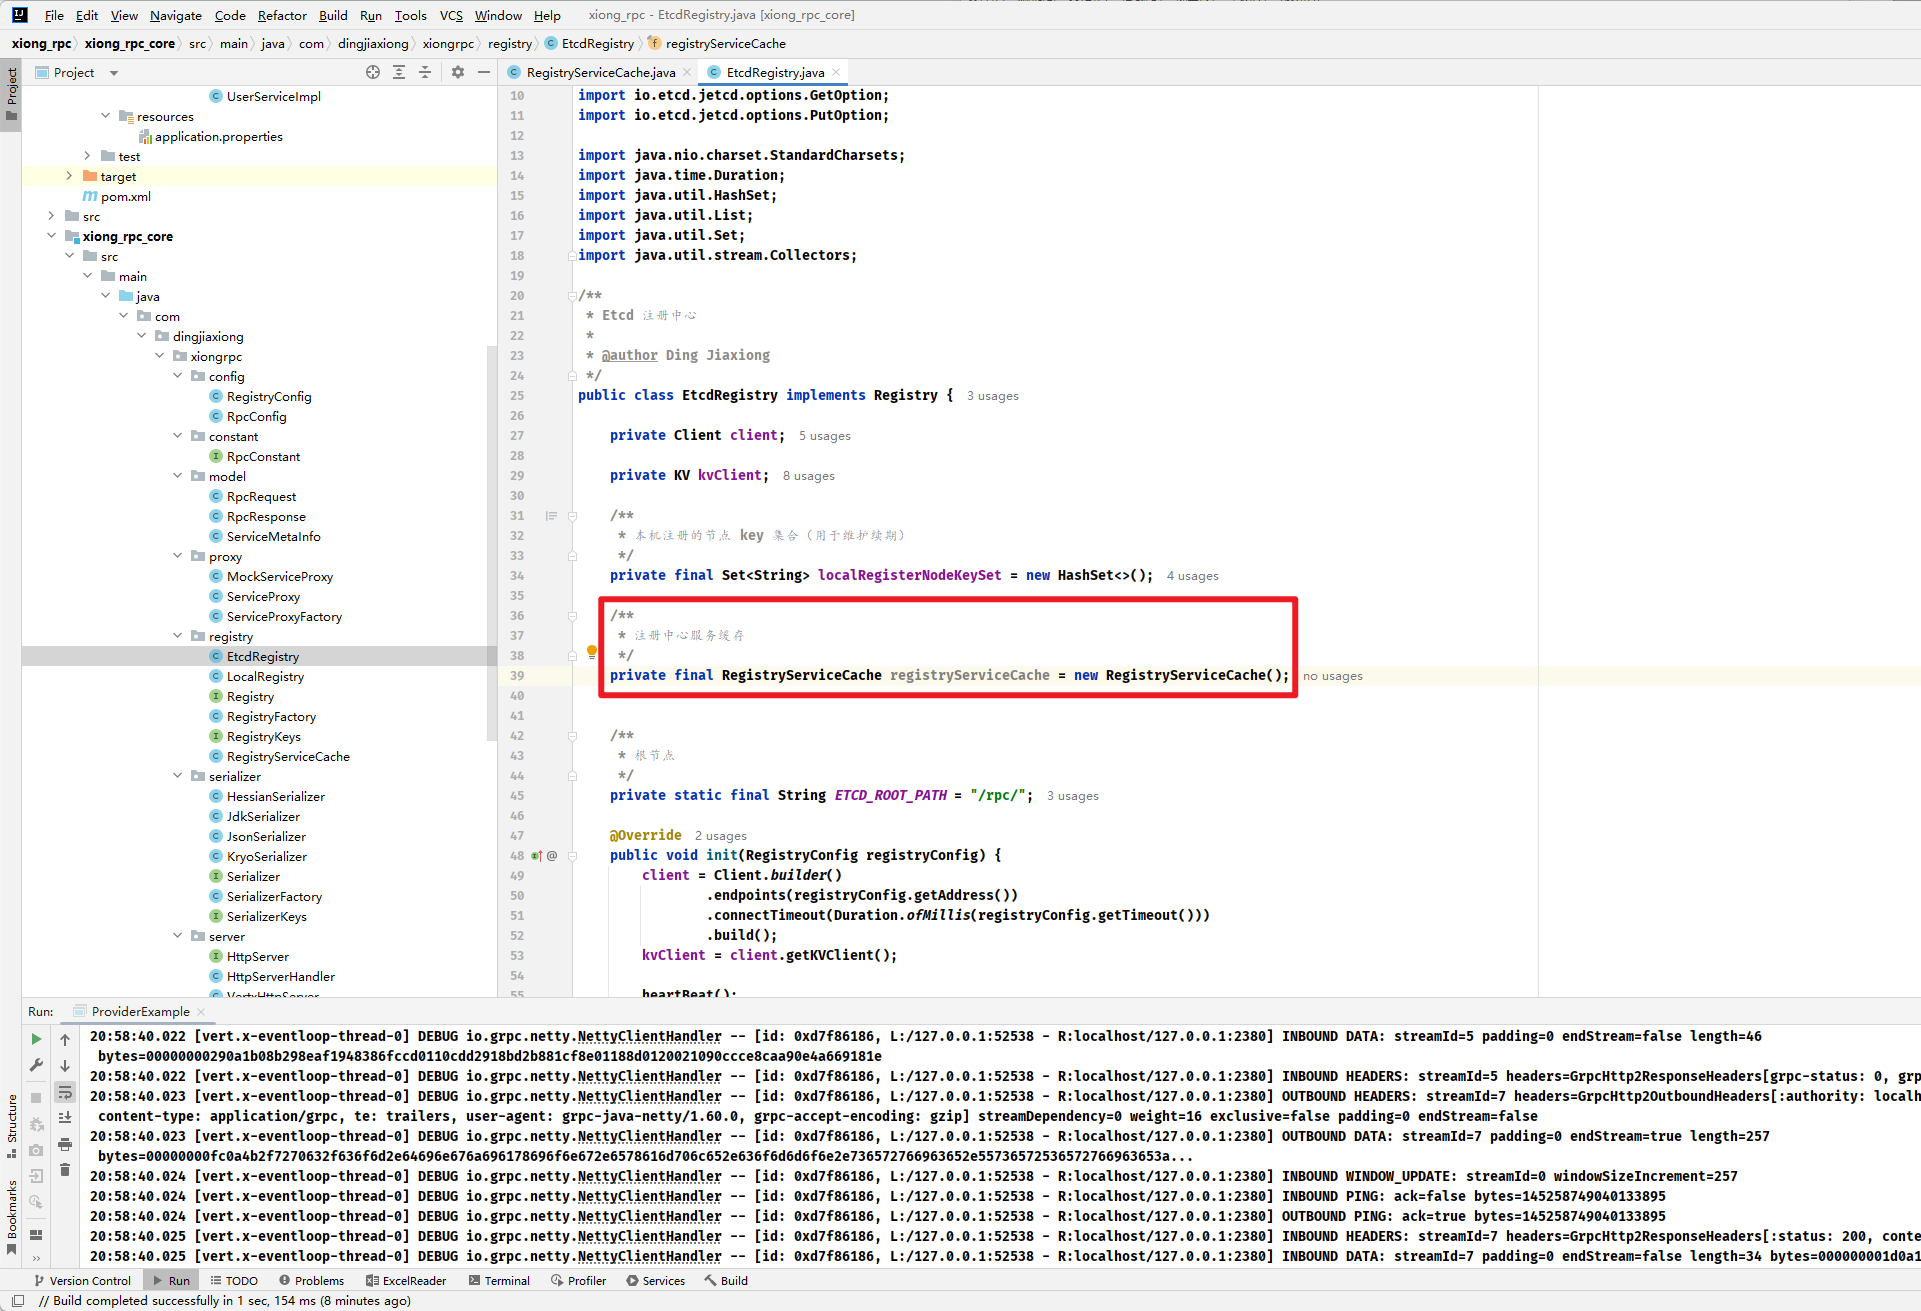 File Edit View Navigate Code Refactor Build Run Tools VCS Window Help xiong_rpc - EtcdRegistry.java [xiong_rpc_core]
xiong_rpc xiong_rpc_core src main java com dingjiaxiong xiongrpc registry EtcdRegistry registryServiceCache
Project
Project
RegistryServiceCache.java EtcdRegistry.java
UserServiceImpl
resources
application.properties
test
target
pom.xml
src
xiong_rpc_core
src
main
java
com
dingjiaxiong
xiongrpc
config
RegistryConfig
RpcConfig
constant
RpcConstant
model
RpcRequest
RpcResponse
ServiceMetaInfo
proxy
MockServiceProxy
ServiceProxy
ServiceProxyFactory
registry
EtcdRegistry
LocalRegistry
Registry
RegistryFactory
RegistryKeys
RegistryServiceCache
serializer
HessianSerializer
JdkSerializer
JsonSerializer
KryoSerializer
Serializer
SerializerFactory
SerializerKeys
server
HttpServer
HttpServerHandler
VertxHttpServer
10 import io.etcd.jetcd.options.GetOption;
11 import io.etcd.jetcd.options.PutOption;
12
13 import java.nio.charset.StandardCharsets;
14 import java.time.Duration;
15 import java.util.HashSet;
16 import java.util.List;
17 import java.util.Set;
18 import java.util.stream.Collectors;
19
20 /**
21 * Etcd 注册中心
22 *
23 * @author Ding Jiaxiong
24 */
25 public class EtcdRegistry implements Registry { 3 usages
26
27 private Client client; 5 usages
28
29 private KV kvClient; 8 usages
30
31 /**
32 * 本机注册的节点 key 集合（用于维护续期）
33 */
34 private final Set<String> localRegisterNodeKeySet = new HashSet<>(); 4 usages
35
36 /**
37 * 注册中心服务缓存
38 */
39 private final RegistryServiceCache registryServiceCache = new RegistryServiceCache(); no usages
40
41
42 /**
43 * 根节点
44 */
45 private static final String ETCD_ROOT_PATH = "/rpc/"; 3 usages
46
47 @Override 2 usages
48 public void init(RegistryConfig registryConfig) {
49 client = Client.builder()
50 .endpoints(registryConfig.getAddress())
51 .connectTimeout(Duration.ofMillis(registryConfig.getTimeout()))
52 .build();
53 kvClient = client.getKVClient();
54
55 heartBeat();
Run: ProviderExample
20:58:40.022 [vert.x-eventloop-thread-0] DEBUG io.grpc.netty.NettyClientHandler -- [id: 0xd7f86186, L:/127.0.0.1:52538 - R:localhost/127.0.0.1:2380] INBOUND DATA: streamId=5 padding=0 endStream=false length=46
bytes=00000000290a1b08b298eaf1948386fccd0110cdd2918bd2b881cf8e01188d0120021090ccce8caa90e4a669181e
20:58:40.022 [vert.x-eventloop-thread-0] DEBUG io.grpc.netty.NettyClientHandler -- [id: 0xd7f86186, L:/127.0.0.1:52538 - R:localhost/127.0.0.1:2380] INBOUND HEADERS: streamId=5 headers=GrpcHttp2ResponseHeaders[grpc-status: 0, grp
20:58:40.023 [vert.x-eventloop-thread-0] DEBUG io.grpc.netty.NettyClientHandler -- [id: 0xd7f86186, L:/127.0.0.1:52538 - R:localhost/127.0.0.1:2380] OUTBOUND HEADERS: streamId=7 headers=GrpcHttp2OutboundHeaders[:authority: localh
content-type: application/grpc, te: trailers, user-agent: grpc-java-netty/1.60.0, grpc-accept-encoding: gzip] streamDependency=0 weight=16 exclusive=false padding=0 endStream=false
20:58:40.023 [vert.x-eventloop-thread-0] DEBUG io.grpc.netty.NettyClientHandler -- [id: 0xd7f86186, L:/127.0.0.1:52538 - R:localhost/127.0.0.1:2380] OUTBOUND DATA: streamId=7 padding=0 endStream=true length=257
bytes=00000000fc0a4b2f7270632f636f6d2e64696e676a696178696f6e672e6578616d706c652e636f6d6d6f6e2e736572766963652e55736572536572766963653a...
20:58:40.024 [vert.x-eventloop-thread-0] DEBUG io.grpc.netty.NettyClientHandler -- [id: 0xd7f86186, L:/127.0.0.1:52538 - R:localhost/127.0.0.1:2380] INBOUND WINDOW_UPDATE: streamId=0 windowSizeIncrement=257
20:58:40.024 [vert.x-eventloop-thread-0] DEBUG io.grpc.netty.NettyClientHandler -- [id: 0xd7f86186, L:/127.0.0.1:52538 - R:localhost/127.0.0.1:2380] INBOUND PING: ack=false bytes=145258749040133895
20:58:40.024 [vert.x-eventloop-thread-0] DEBUG io.grpc.netty.NettyClientHandler -- [id: 0xd7f86186, L:/127.0.0.1:52538 - R:localhost/127.0.0.1:2380] OUTBOUND PING: ack=true bytes=145258749040133895
20:58:40.025 [vert.x-eventloop-thread-0] DEBUG io.grpc.netty.NettyClientHandler -- [id: 0xd7f86186, L:/127.0.0.1:52538 - R:localhost/127.0.0.1:2380] INBOUND HEADERS: streamId=7 headers=GrpcHttp2ResponseHeaders[:status: 200, conte
20:58:40.025 [vert.x-eventloop-thread-0] DEBUG io.grpc.netty.NettyClientHandler -- [id: 0xd7f86186, L:/127.0.0.1:52538 - R:localhost/127.0.0.1:2380] INBOUND DATA: streamId=7 padding=0 endStream=false length=34 bytes=000000001d0a1
Structure
Bookmarks
Version Control Run TODO Problems ExcelReader Terminal Profiler Services Build
// Build completed successfully in 1 sec, 154 ms (8 minutes ago)